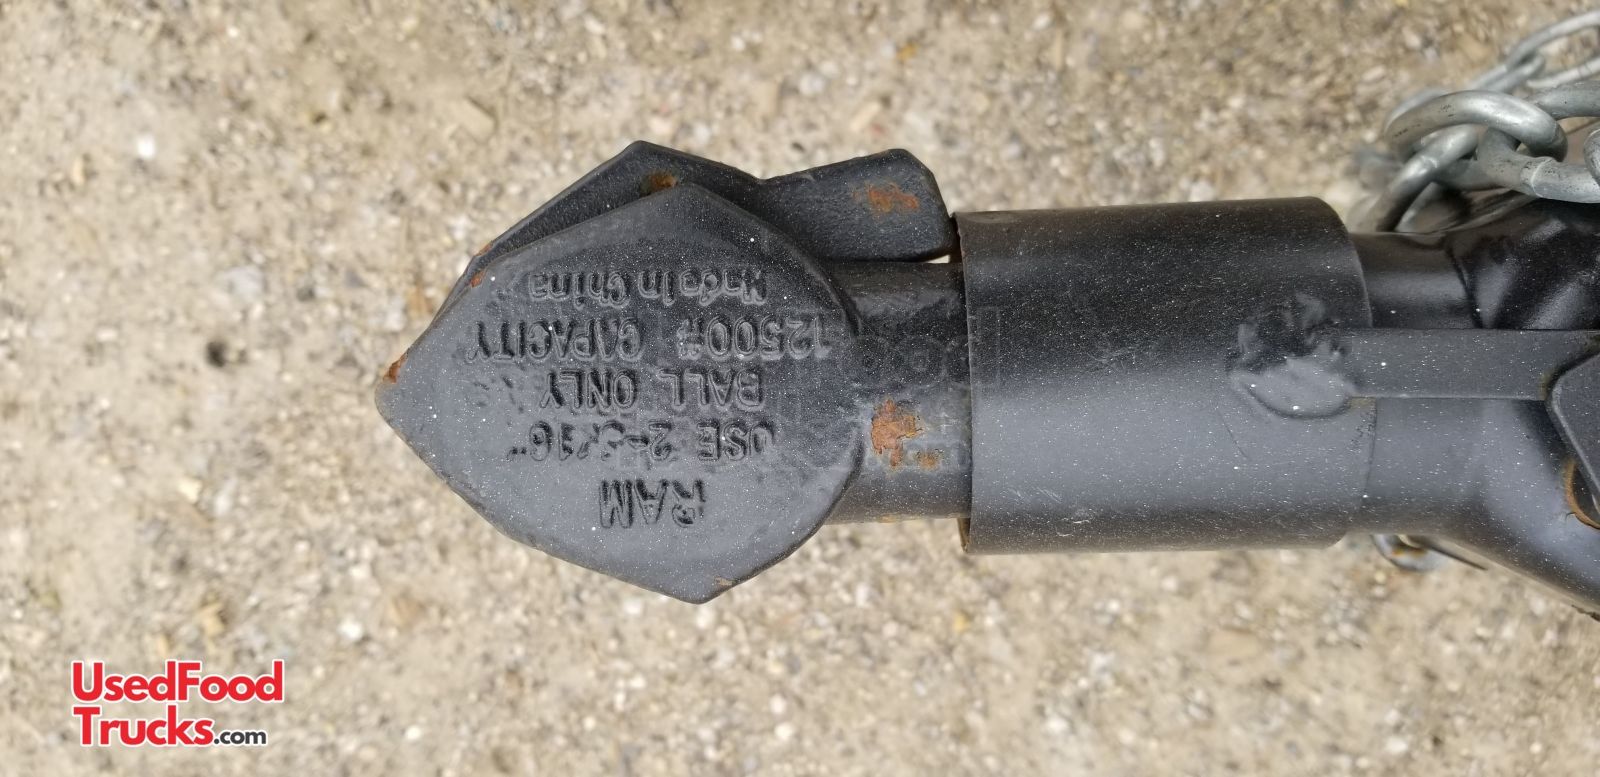 RAM
USE 2-5/16"
BALL ONLY
12500# CAPACITY
Made In China
UsedFood
Trucks.com